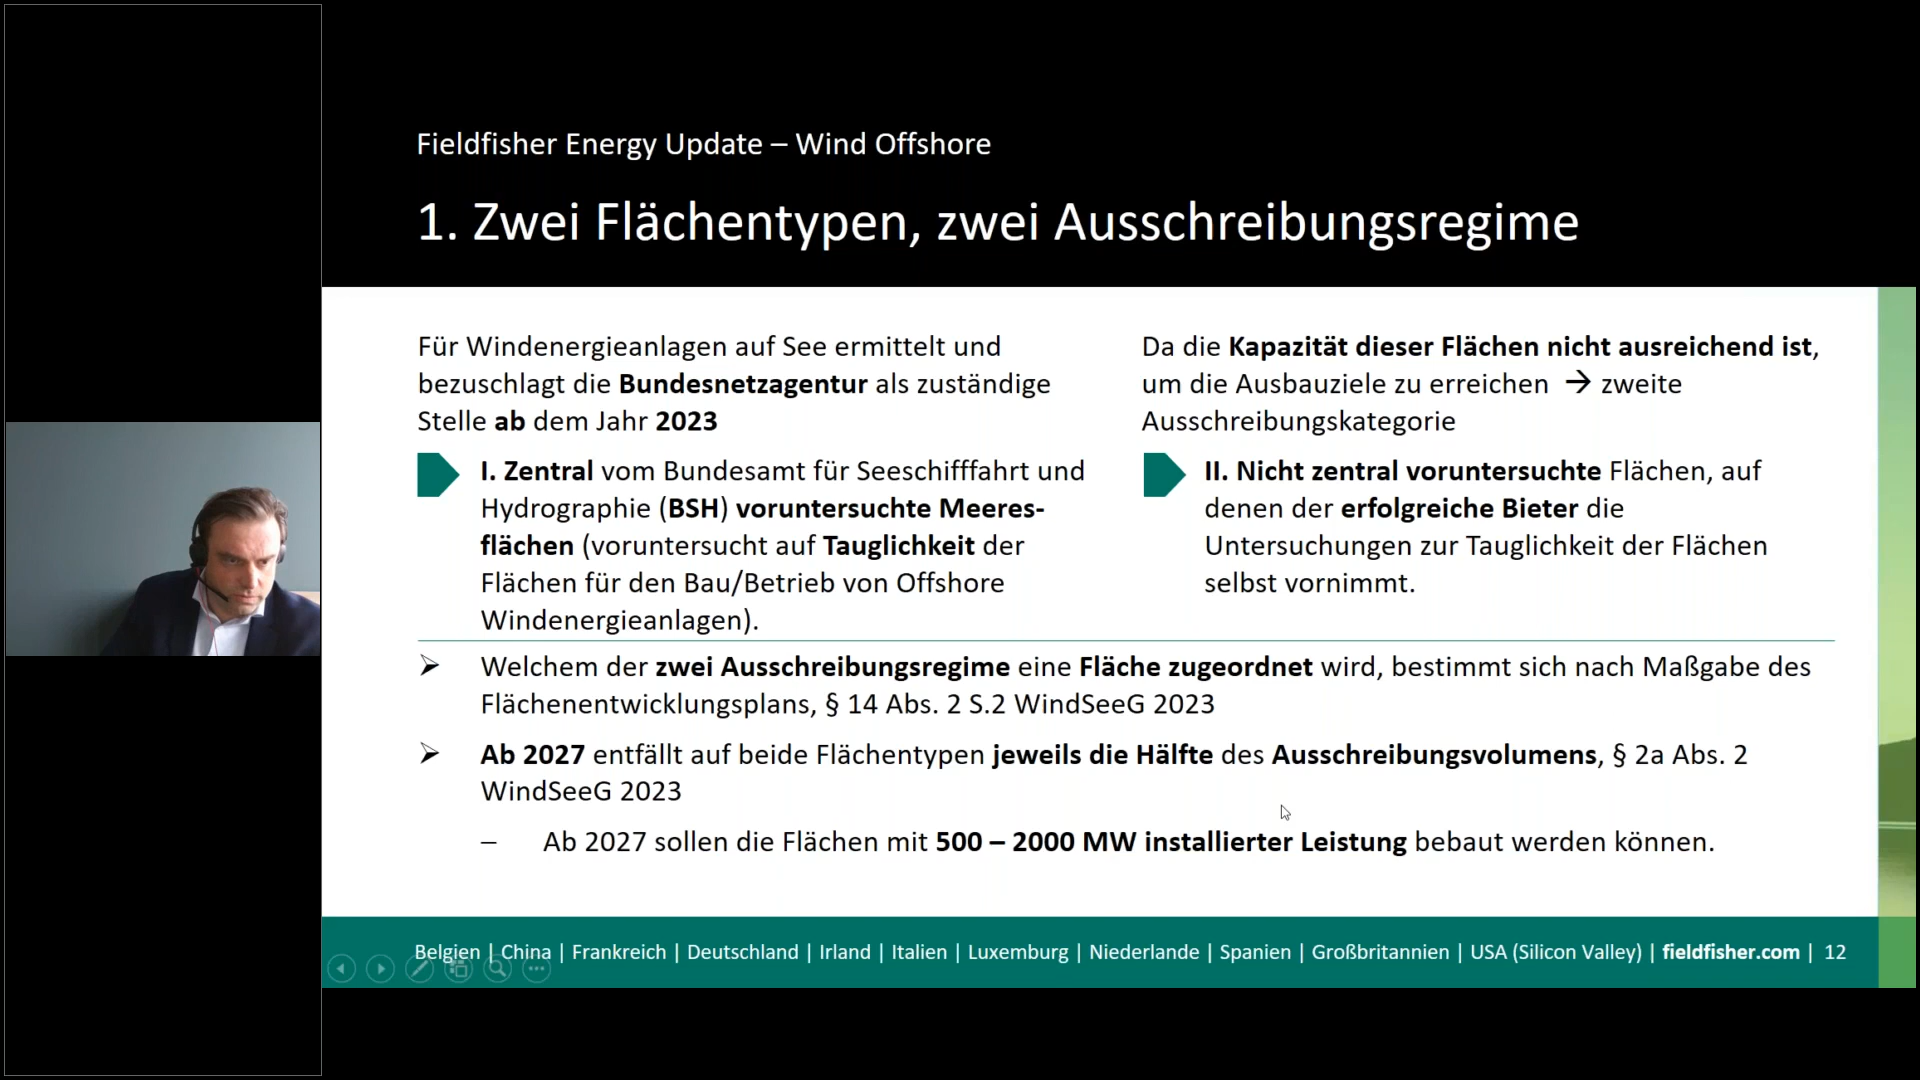 Fieldfisher Energy Update – Wind Offshore
1. Zwei Flächentypen, zwei Ausschreibungsregime
Für Windenergieanlagen auf See ermittelt und
bezuschlagt die Bundesnetzagentur als zuständige
Stelle ab dem Jahr 2023
I. Zentral vom Bundesamt für Seeschifffahrt und
Hydrographie (BSH) voruntersuchte Meeres-
flächen (voruntersucht auf Tauglichkeit der
Flächen für den Bau/Betrieb von Offshore
Windenergieanlagen).
Da die Kapazität dieser Flächen nicht ausreichend ist,
um die Ausbauziele zu erreichen → zweite
Ausschreibungskategorie
II. Nicht zentral voruntersuchte Flächen, auf
denen der erfolgreiche Bieter die
Untersuchungen zur Tauglichkeit der Flächen
selbst vornimmt.
➢ Welchem der zwei Ausschreibungsregime eine Fläche zugeordnet wird, bestimmt sich nach Maßgabe des
Flächenentwicklungsplans, § 14 Abs. 2 S.2 WindSeeG 2023
➢ Ab 2027 entfällt auf beide Flächentypen jeweils die Hälfte des Ausschreibungsvolumens, § 2a Abs. 2
WindSeeG 2023
– Ab 2027 sollen die Flächen mit 500 – 2000 MW installierter Leistung bebaut werden können.
Belgien | China | Frankreich | Deutschland | Irland | Italien | Luxemburg | Niederlande | Spanien | Großbritannien | USA (Silicon Valley) | fieldfisher.com | 12